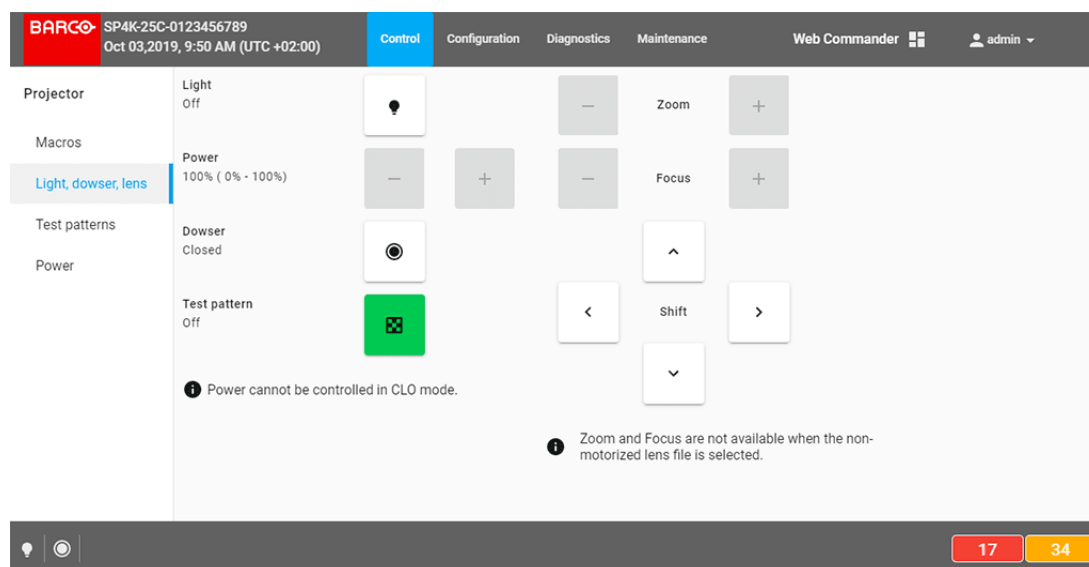 BARCO
SP4K-25C-0123456789
Oct 03,2019, 9:50 AM (UTC +02:00)
Control
Configuration
Diagnostics
Maintenance
Web Commander
admin
Projector
Macros
Light, dowser, lens
Test patterns
Power
Light
Off
Zoom
Power
100% ( 0% - 100%)
Focus
Dowser
Closed
Test pattern
Off
Shift
Power cannot be controlled in CLO mode.
Zoom and Focus are not available when the non-
motorized lens file is selected.
17
34